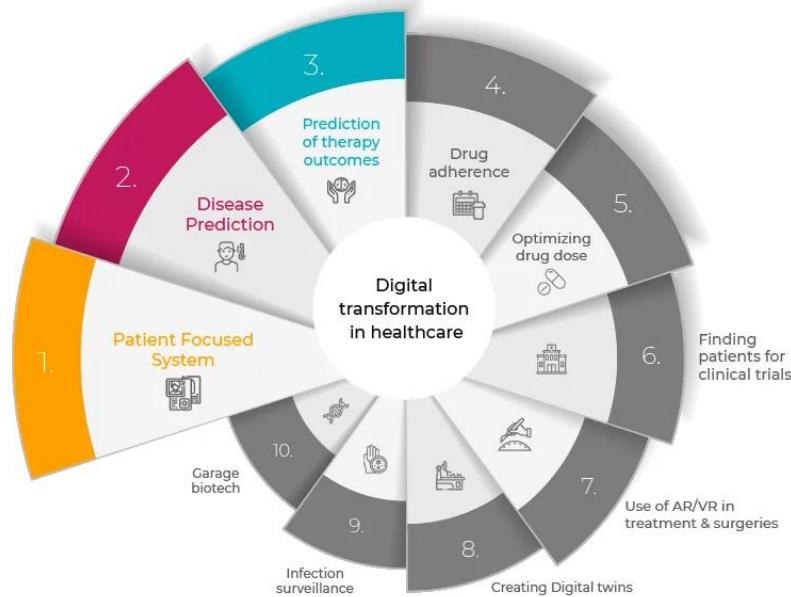 Digital
transformation
in healthcare
1.
Patient Focused
System
2.
Disease
Prediction
3.
Prediction
of therapy
outcomes
4.
Drug
adherence
5.
Optimizing
drug dose
6.
Finding
patients for
clinical trials
7.
Use of AR/VR in
treatment & surgeries
8.
Creating Digital twins
9.
Infection
surveillance
10.
Garage
biotech